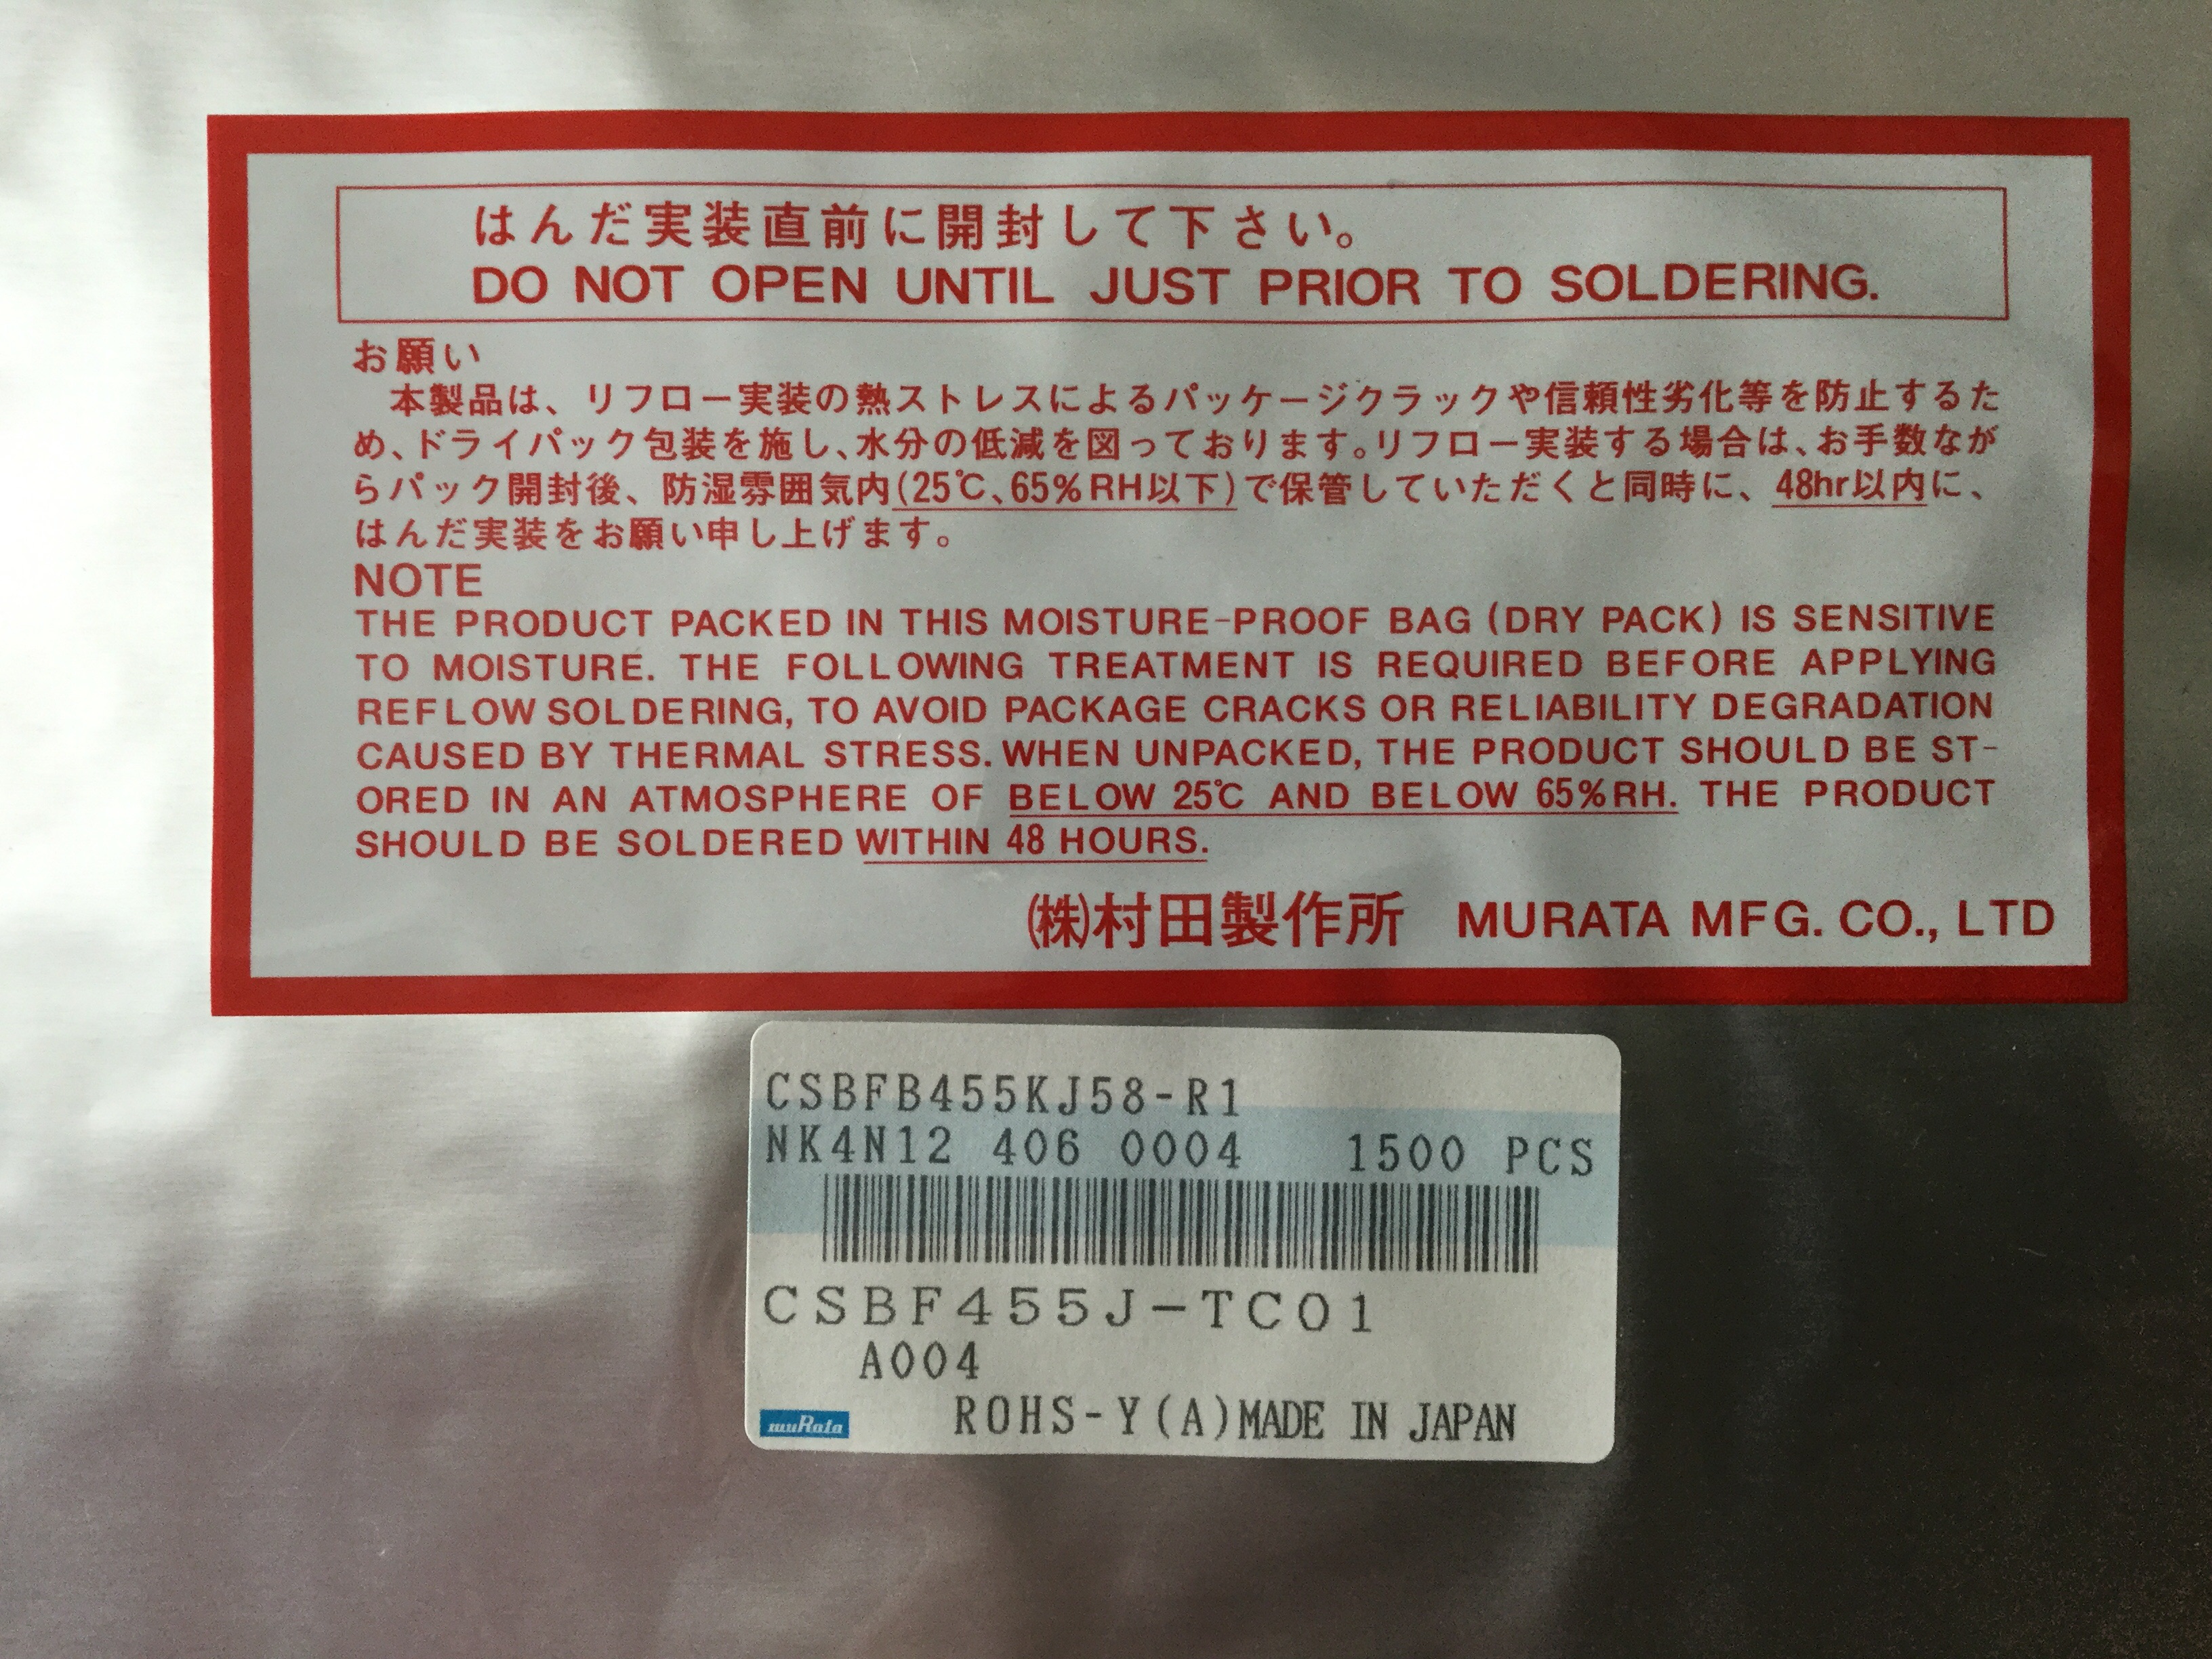 はんだ実装直前に開封して下さい。
DO NOT OPEN UNTIL JUST PRIOR TO SOLDERING.
お願い
本製品は、リフロー実装の熱ストレスによるパッケージクラックや信頼性劣化等を防止するた
め、ドライパック包装を施し、水分の低減を図っております。リフロー実装する場合は、お手数なが
らパック開封後、防湿雰囲気内(25℃、65%RH以下)で保管していただくと同時に、48hr以内に、
はんだ実装をお願い申し上げます。
NOTE
THE PRODUCT PACKED IN THIS MOISTURE-PROOF BAG (DRY PACK) IS SENSITIVE
TO MOISTURE. THE FOLLOWING TREATMENT IS REQUIRED BEFORE APPLYING
REFLOW SOLDERING, TO AVOID PACKAGE CRACKS OR RELIABILITY DEGRADATION
CAUSED BY THERMAL STRESS. WHEN UNPACKED, THE PRODUCT SHOULD BE ST-
ORED IN AN ATMOSPHERE OF BELOW 25℃ AND BELOW 65%RH. THE PRODUCT
SHOULD BE SOLDERED WITHIN 48 HOURS.
㈱村田製作所 MURATA MFG. CO., LTD
CSBFB455KJ58-R1
NK4N12 406 0004 1500 PCS
CSBF455J-TC01
A004
muRata ROHS-Y(A)MADE IN JAPAN